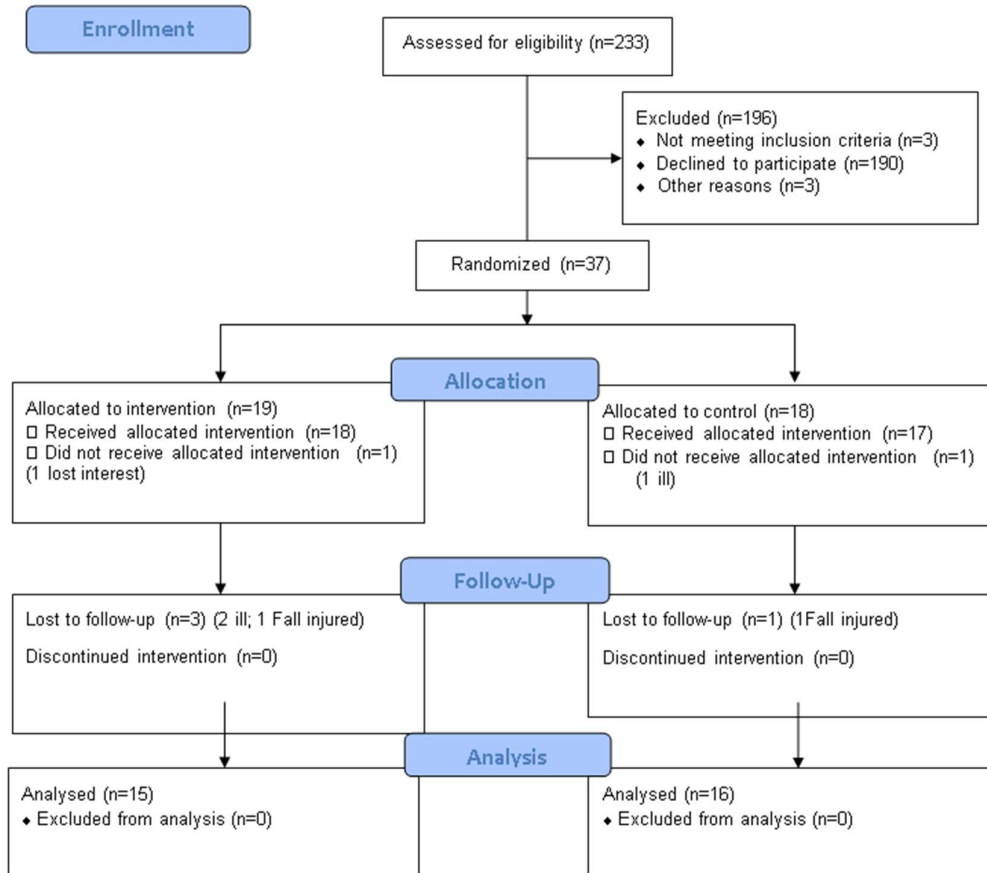 Enrollment
Assessed for eligibility (n=233)
Excluded (n=196)
◆ Not meeting inclusion criteria (n=3)
◆ Declined to participate (n=190)
◆ Other reasons (n=3)
Randomized (n=37)
Allocation
Allocated to intervention (n=19)
□ Received allocated intervention (n=18)
□ Did not receive allocated intervention (n=1)
(1 lost interest)
Allocated to control (n=18)
□ Received allocated intervention (n=17)
□ Did not receive allocated intervention (n=1)
(1 ill)
Follow-Up
Lost to follow-up (n=3) (2 ill; 1 Fall injured)
Discontinued intervention (n=0)
Lost to follow-up (n=1) (1Fall injured)
Discontinued intervention (n=0)
Analysis
Analysed (n=15)
◆ Excluded from analysis (n=0)
Analysed (n=16)
◆ Excluded from analysis (n=0)